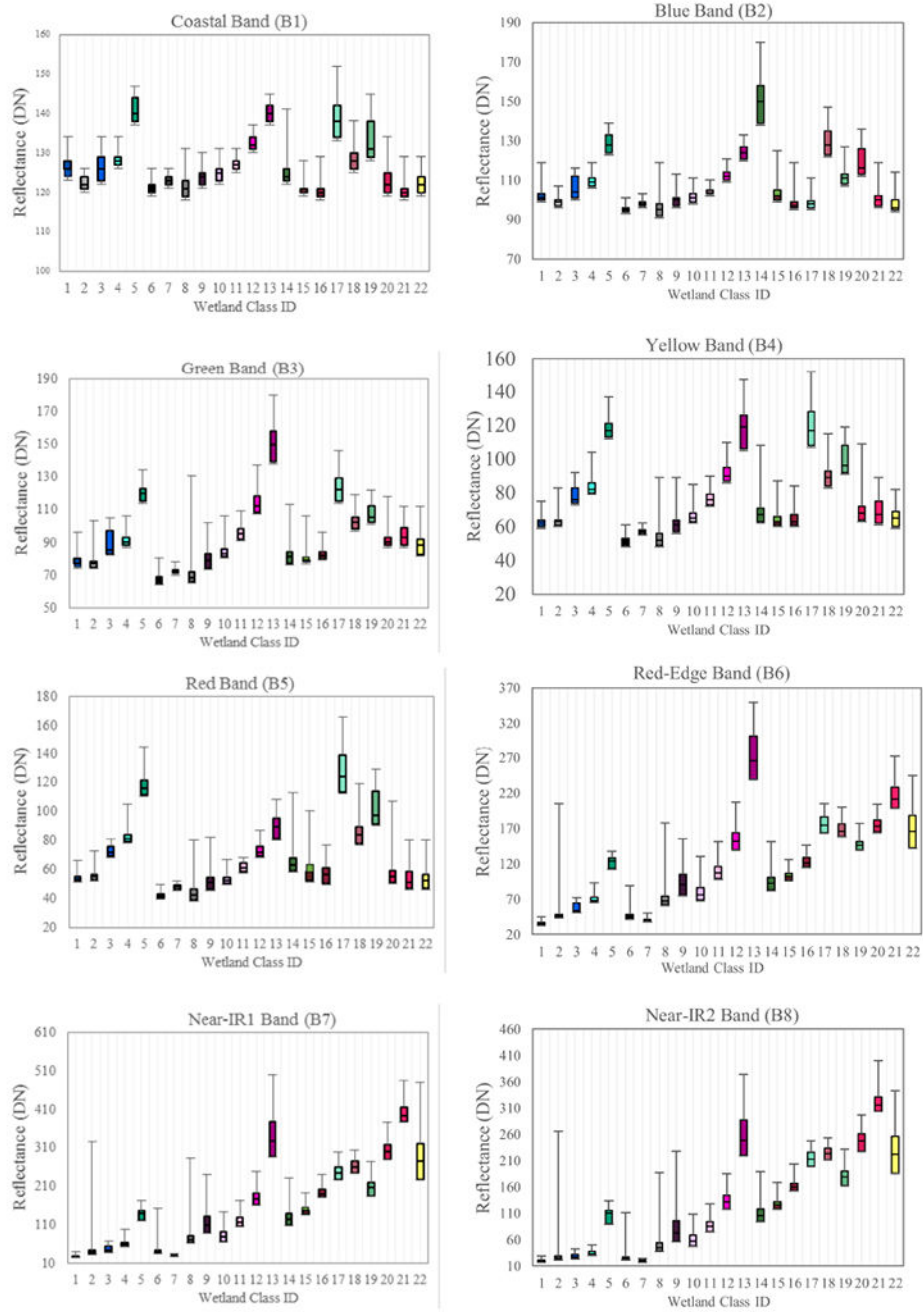 Coastal Band (B1)
Reflectance (DN)
160
150
140
130
120
110
100
1 2 3 4 5 6 7 8 9 10 11 12 13 14 15 16 17 18 19 20 21 22
Wetland Class ID
Blue Band (B2)
Reflectance (DN)
190
170
150
130
110
90
70
1 2 3 4 5 6 7 8 9 10 11 12 13 14 15 16 17 18 19 20 21 22
Wetland Class ID
Green Band (B3)
Reflectance (DN)
190
170
150
130
110
90
70
50
1 2 3 4 5 6 7 8 9 10 11 12 13 14 15 16 17 18 19 20 21 22
Wetland Class ID
Yellow Band (B4)
Reflectance (DN)
160
140
120
100
80
60
40
20
1 2 3 4 5 6 7 8 9 10 11 12 13 14 15 16 17 18 19 20 21 22
Wetland Class ID
Red Band (B5)
Reflectance (DN)
180
160
140
120
100
80
60
40
20
1 2 3 4 5 6 7 8 9 10 11 12 13 14 15 16 17 18 19 20 21 22
Wetland Class ID
Red-Edge Band (B6)
Reflectance (DN)
370
320
270
220
170
120
70
20
1 2 3 4 5 6 7 8 9 10 11 12 13 14 15 16 17 18 19 20 21 22
Wetland Class ID
Near-IR1 Band (B7)
Reflectance (DN)
610
510
410
310
210
110
10
1 2 3 4 5 6 7 8 9 10 11 12 13 14 15 16 17 18 19 20 21 22
Wetland Class ID
Near-IR2 Band (B8)
Reflectance (DN)
460
410
360
310
260
210
160
110
60
10
1 2 3 4 5 6 7 8 9 10 11 12 13 14 15 16 17 18 19 20 21 22
Wetland Class ID